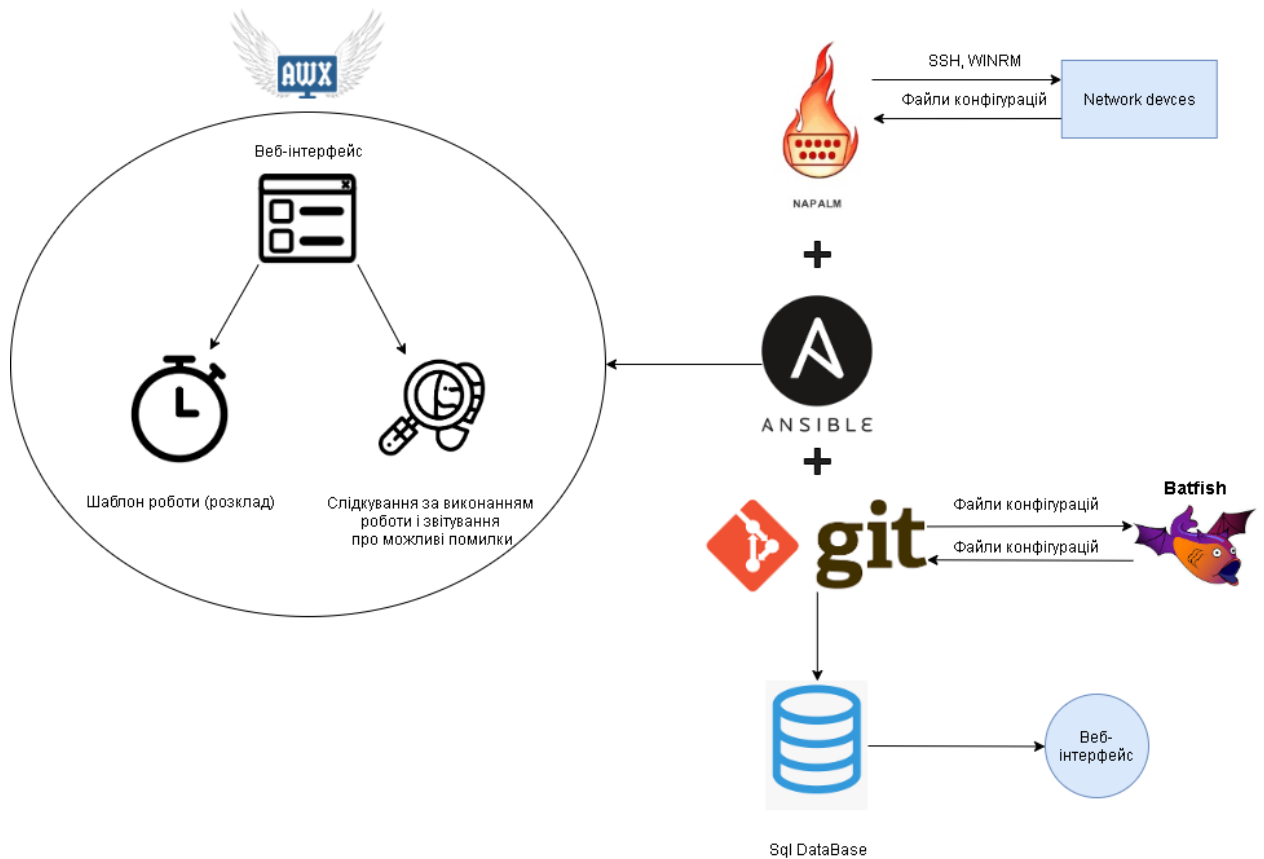 AWX
Веб-інтерфейс
Шаблон роботи (розклад)
Слідкування за виконанням
роботи і звітування
про можливі помилки
NAPALM
SSH, WINRM
Файли конфігурацій
Network devces
ANSIBLE
git
Файли конфігурацій
Файли конфігурацій
Batfish
Sql DataBase
Веб-
інтерфейс